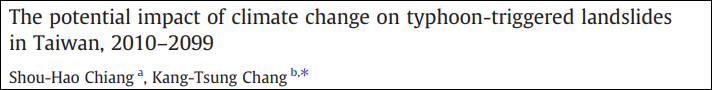 The potential impact of climate change on typhoon-triggered landslides
in Taiwan, 2010–2099
Shou-Hao Chiang a, Kang-Tsung Chang b,*